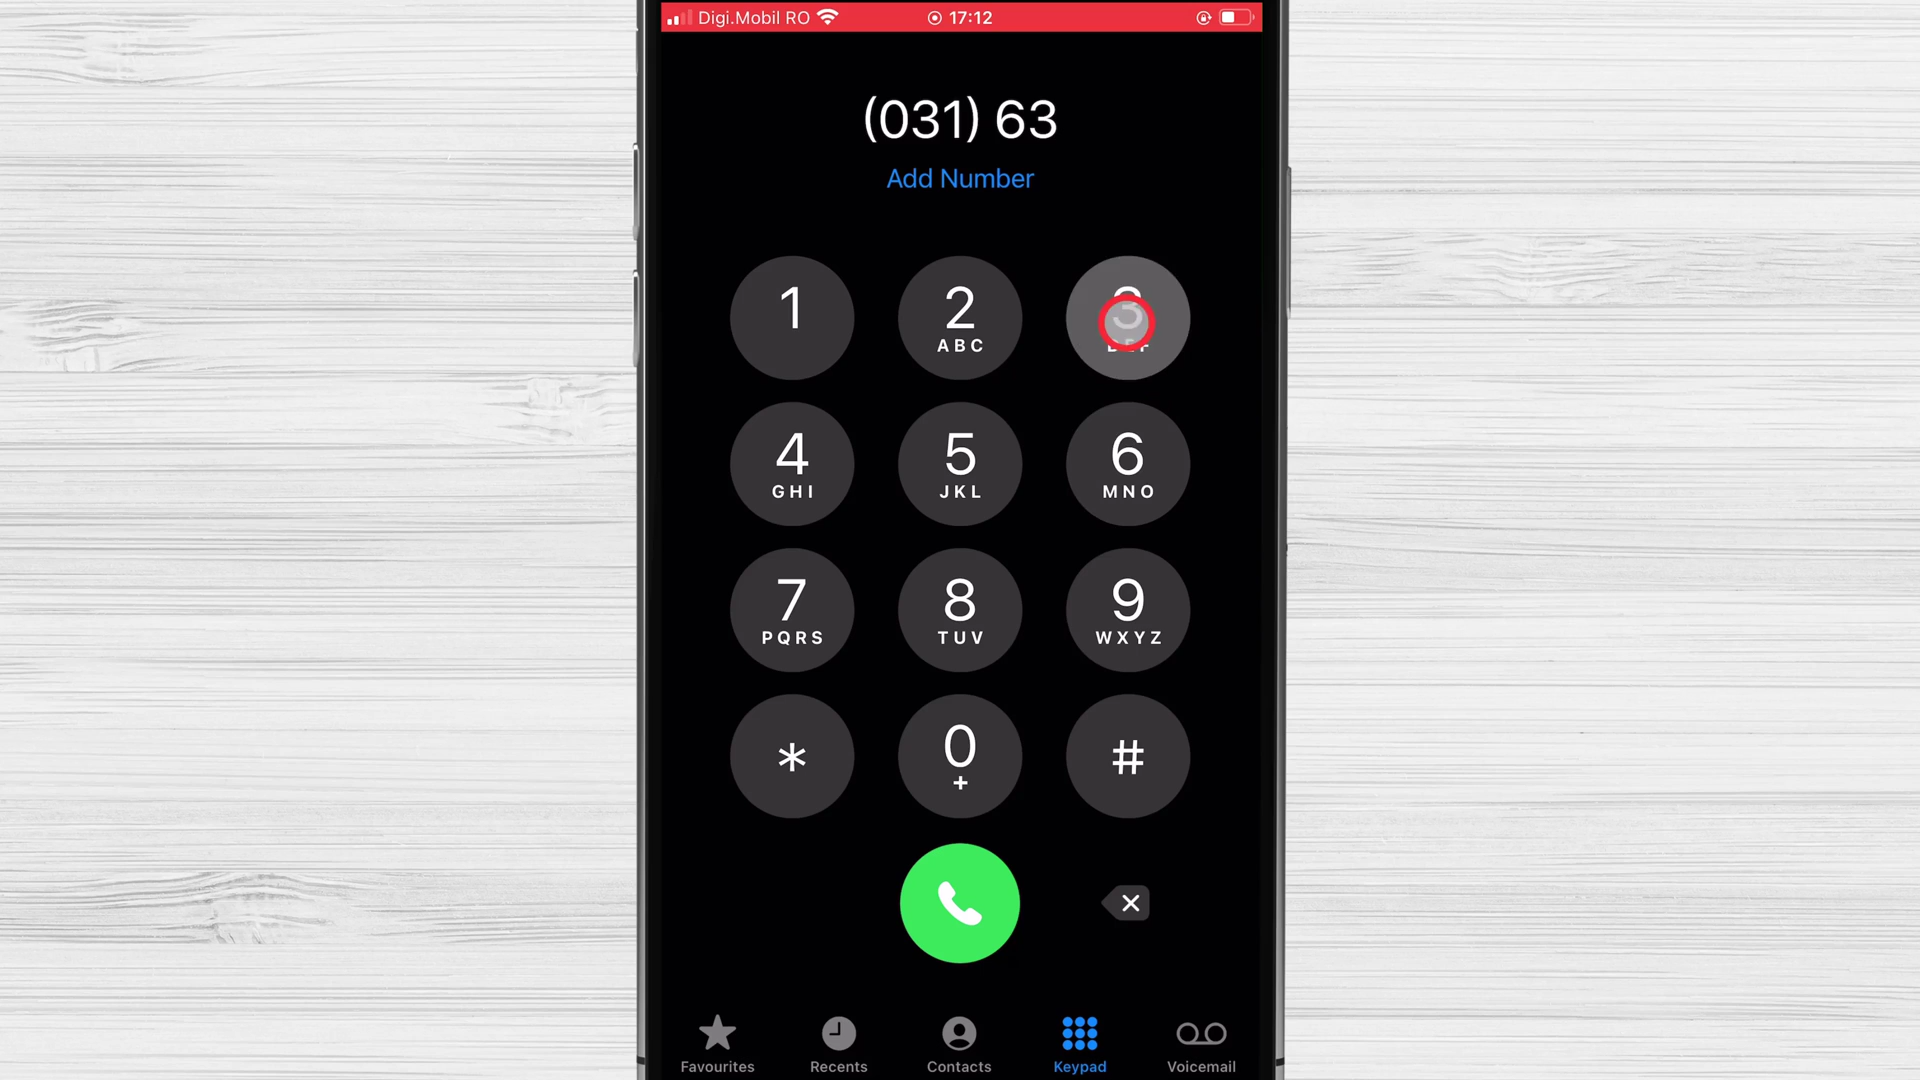 Digi.Mobil RO 17:12
(031) 63
Add Number
1
2
ABC
3
4
GHI
5
JKL
6
MNO
7
PQRS
8
TUV
9
WXYZ
*
0
+
#
Favourites
Recents
Contacts
Keypad
Voicemail